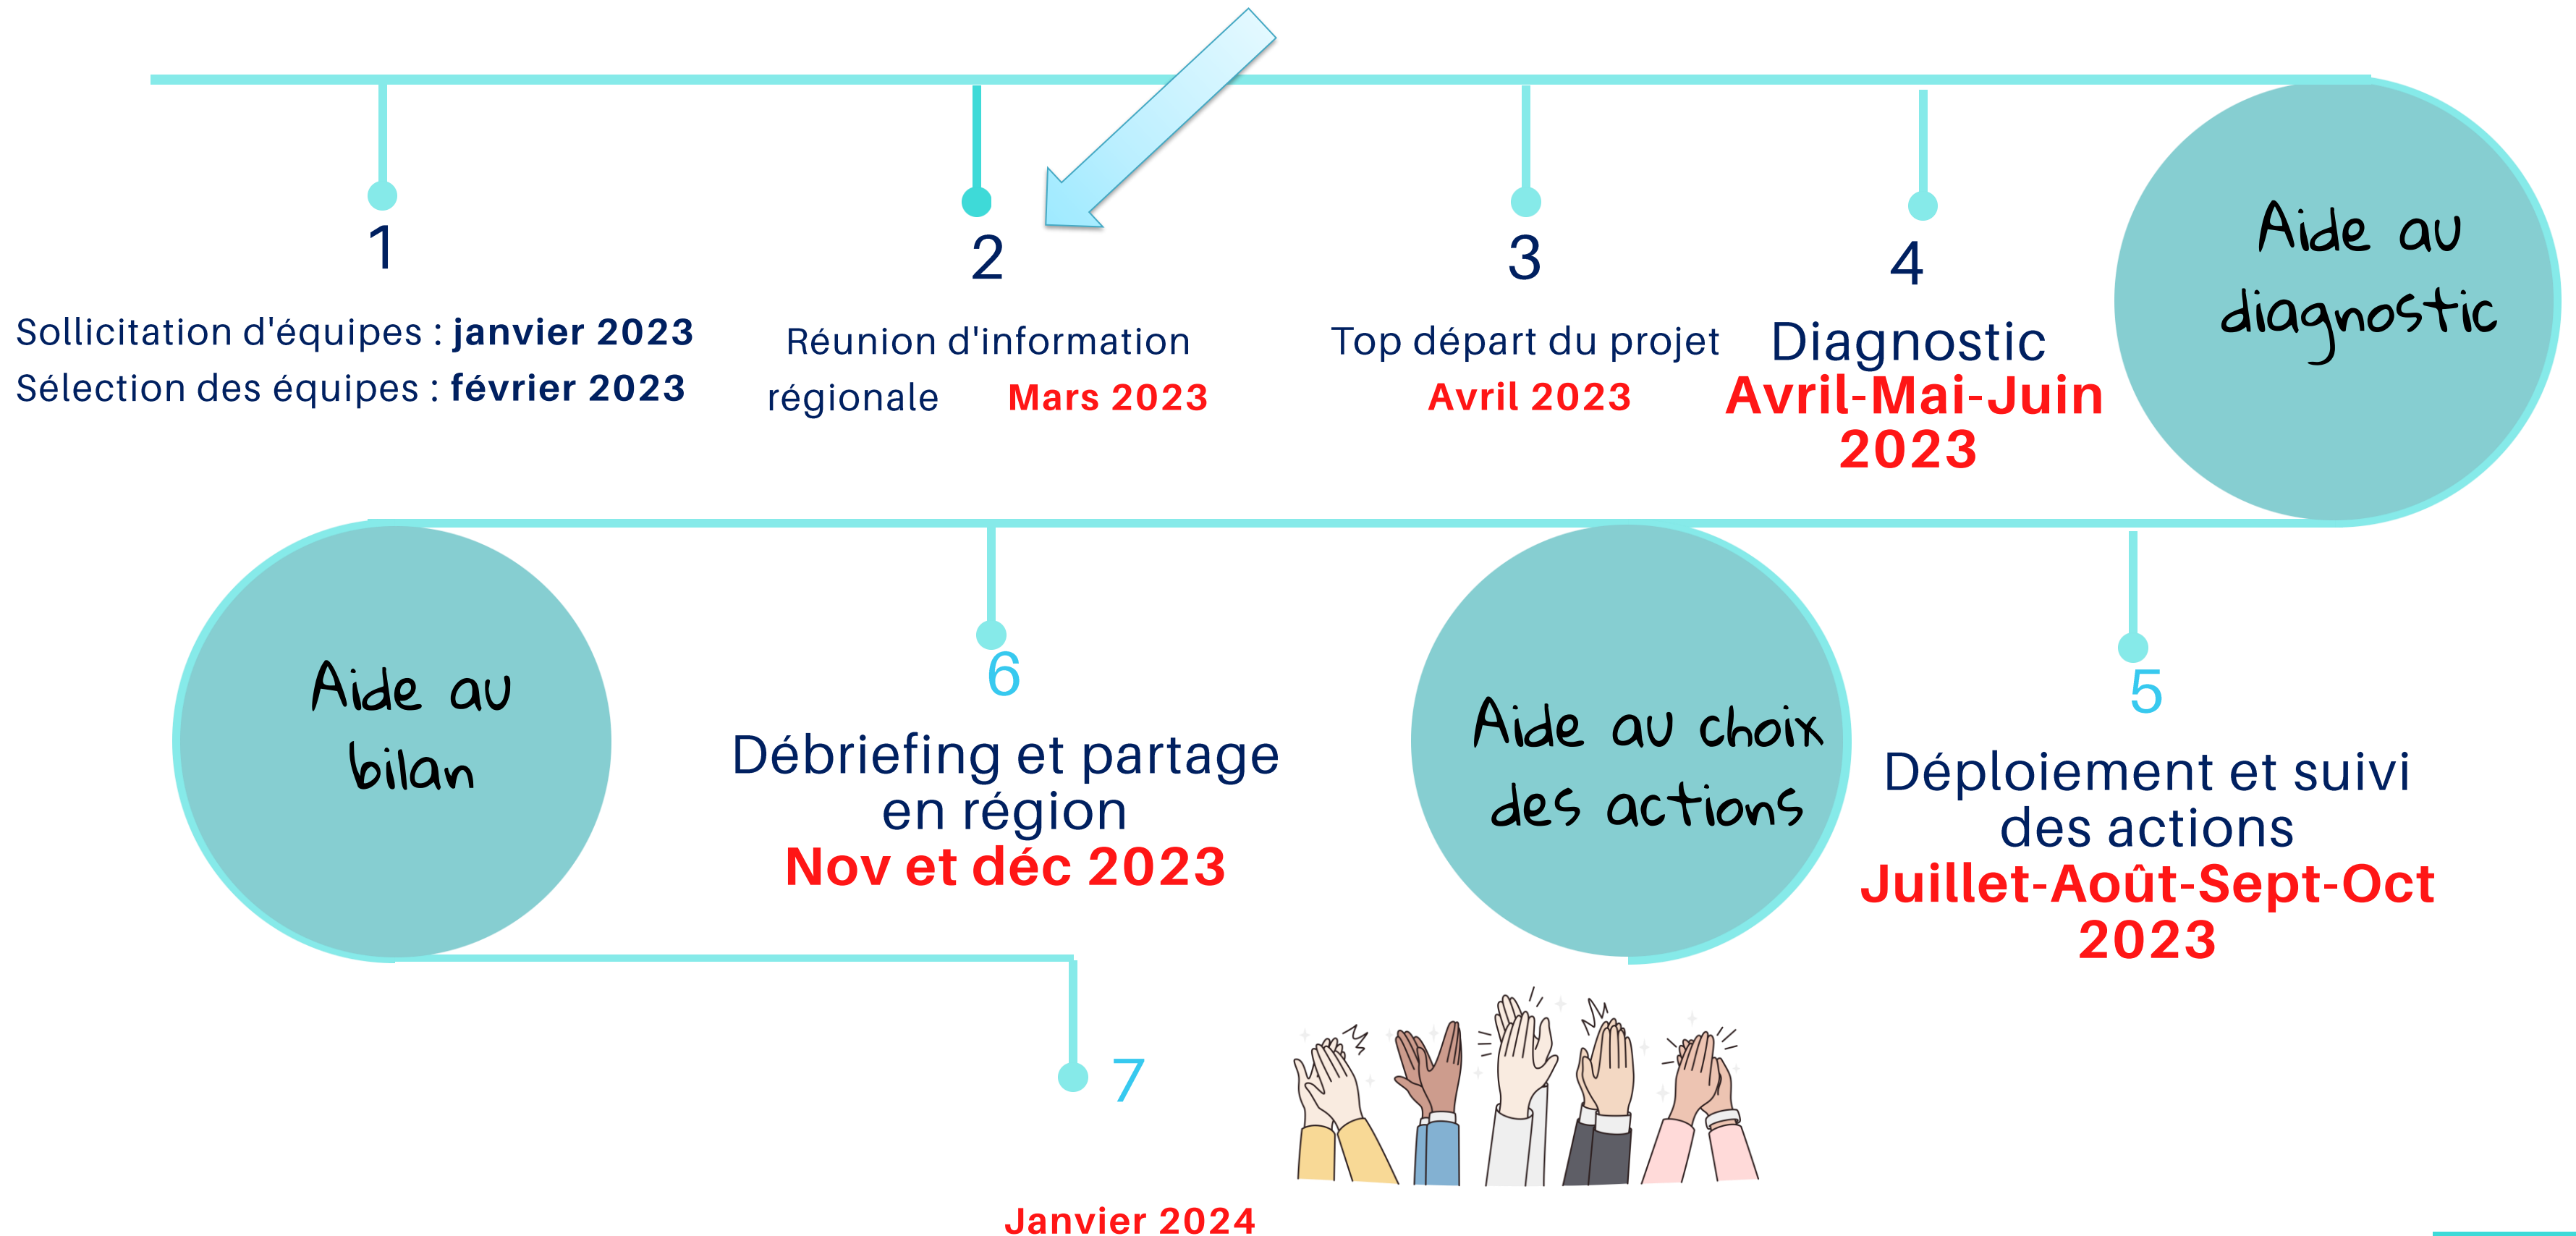 1
Sollicitation d'équipes : janvier 2023
Sélection des équipes : février 2023
2
Réunion d'information
régionale Mars 2023
3
Top départ du projet
Avril 2023
4
Diagnostic
Avril-Mai-Juin
2023
Aide au
diagnostic
5
Déploiement et suivi
des actions
Juillet-Août-Sept-Oct
2023
Aide au choix
des actions
6
Débriefing et partage
en région
Nov et déc 2023
Aide au
bilan
7
Janvier 2024